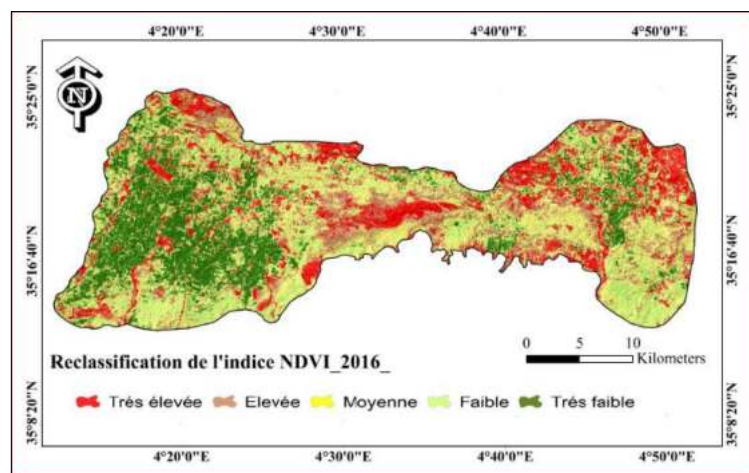 4°20'0"E 4°30'0"E 4°40'0"E 4°50'0"E
35°25'0"N 35°25'0"N
N
35°16'40"N 35°16'40"N
0 5 10
Kilometers
Reclassification de l'indice NDVI_2016_
Trés élevée Elevée Moyenne Faible Trés faible
35°8'20"N 35°8'20"N
4°20'0"E 4°30'0"E 4°40'0"E 4°50'0"E